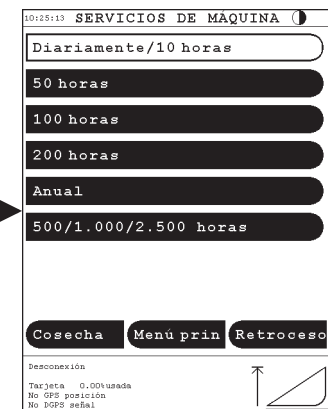 10:25:13 SERVICIOS DE MÁQUINA
Diariamente/10 horas
50 horas
100 horas
200 horas
Anual
500/1.000/2.500 horas
Cosecha Menú prin Retroceso
Desconexión
Tarjeta 0.00%usada
No GPS posición
No DGPS señal